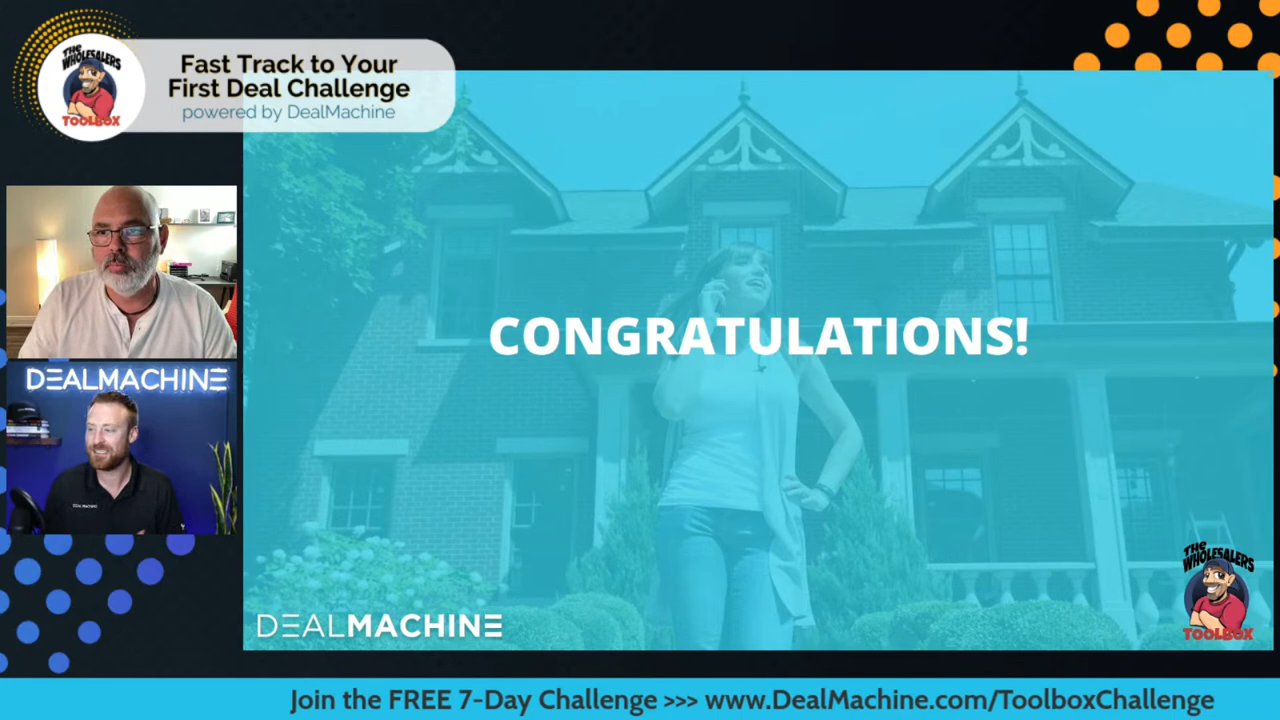 THE
WHOLESALERS
TOOLBOX
Fast Track to Your
First Deal Challenge
powered by DealMachine
DEALMACHINE
DEALMACHINE
CONGRATULATIONS!
DEALMACHINE
THE
WHOLESALERS
TOOLBOX
Join the FREE 7-Day Challenge >>> www.DealMachine.com/ToolboxChallenge